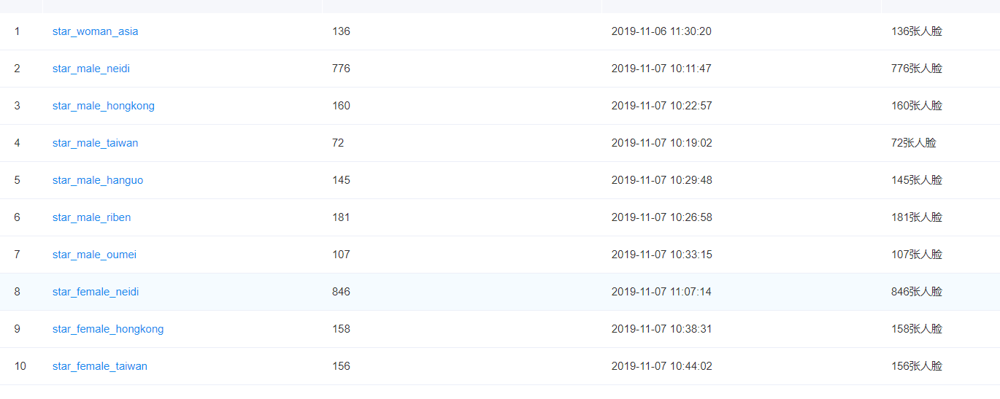 1 star_woman_asia 136 2019-11-06 11:30:20 136张人脸
2 star_male_neidi 776 2019-11-07 10:11:47 776张人脸
3 star_male_hongkong 160 2019-11-07 10:22:57 160张人脸
4 star_male_taiwan 72 2019-11-07 10:19:02 72张人脸
5 star_male_hanguo 145 2019-11-07 10:29:48 145张人脸
6 star_male_riben 181 2019-11-07 10:26:58 181张人脸
7 star_male_oumei 107 2019-11-07 10:33:15 107张人脸
8 star_female_neidi 846 2019-11-07 11:07:14 846张人脸
9 star_female_hongkong 158 2019-11-07 10:38:31 158张人脸
10 star_female_taiwan 156 2019-11-07 10:44:02 156张人脸